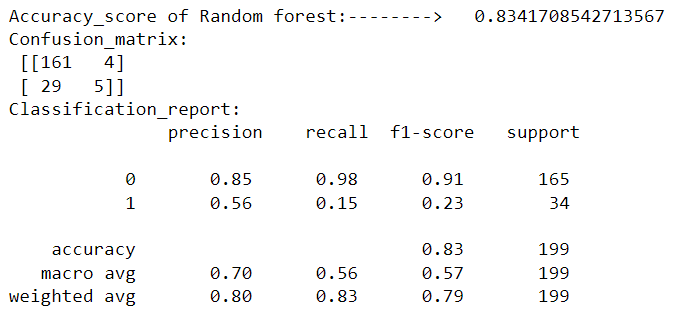 Accuracy_score of Random forest:--------> 0.8341708542713567
Confusion_matrix:
[[161 4]
[ 29 5]]
Classification_report:
precision recall f1-score support
0 0.85 0.98 0.91 165
1 0.56 0.15 0.23 34
accuracy 0.83 199
macro avg 0.70 0.56 0.57 199
weighted avg 0.80 0.83 0.79 199